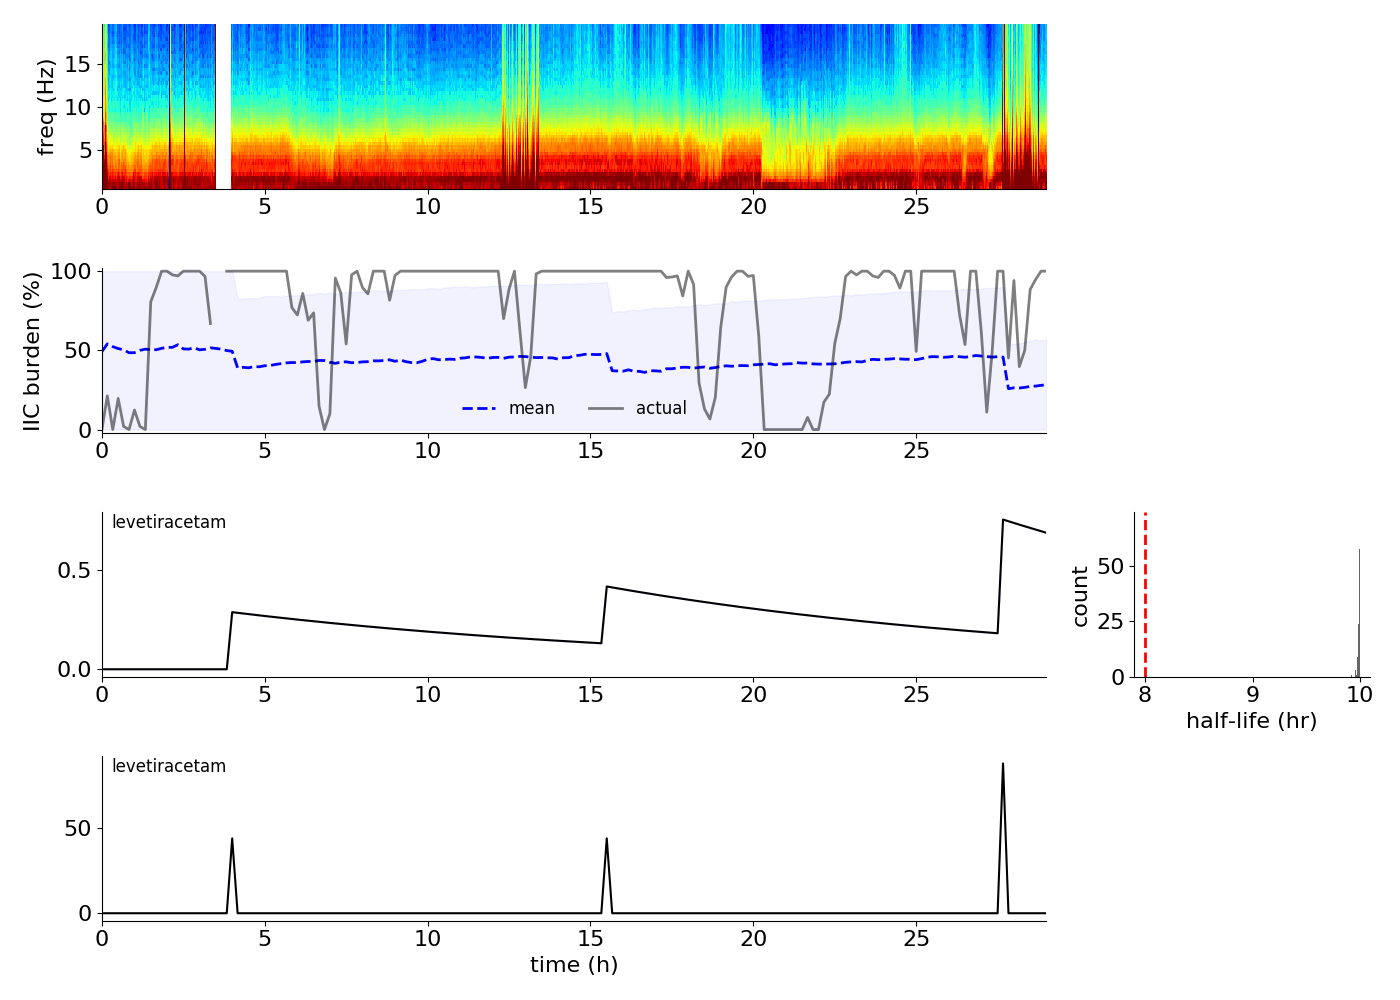 freq (Hz)
15
10
5
0 5 10 15 20 25
IIC burden (%)
100
50
0
mean actual
0 5 10 15 20 25
levetiracetam
0.5
0.0
0 5 10 15 20 25
count
50
25
0
8 9 10
half-life (hr)
levetiracetam
50
0
0 5 10 15 20 25
time (h)